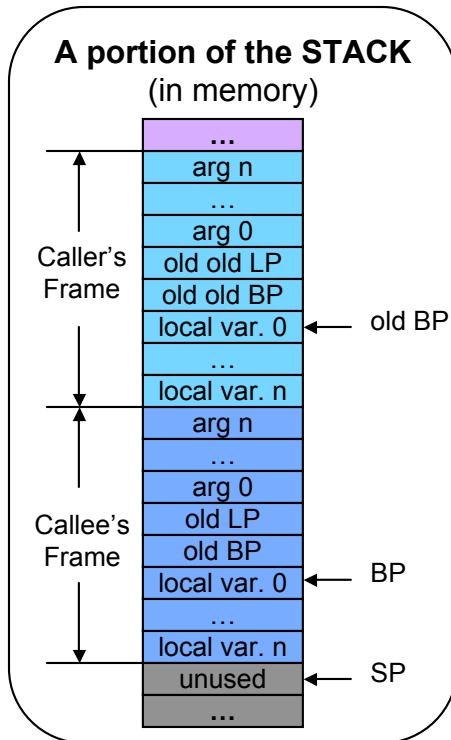 A portion of the STACK
(in memory)
...
arg n
...
arg 0
old old LP
old old BP
local var. 0
...
local var. n
arg n
...
arg 0
old LP
old BP
local var. 0
...
local var. n
unused
...
Caller's
Frame
Callee's
Frame
old BP
BP
SP